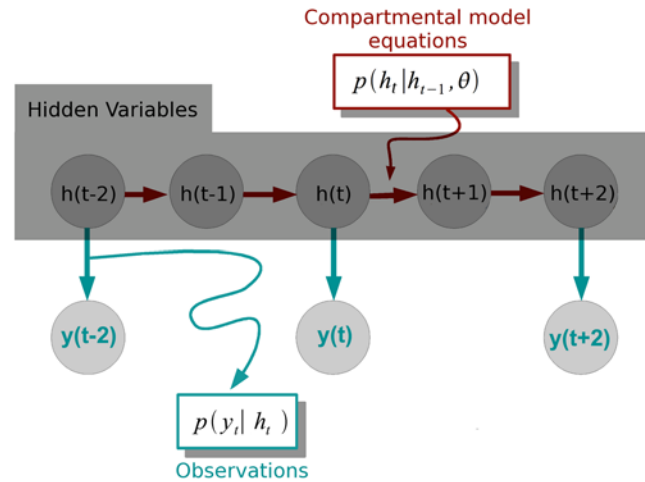 Compartmental model
equations
p(h_t|h_{t-1},θ)
Hidden Variables
h(t-2) h(t-1) h(t) h(t+1) h(t+2)
y(t-2) y(t) y(t+2)
p(y_t| h_t)
Observations